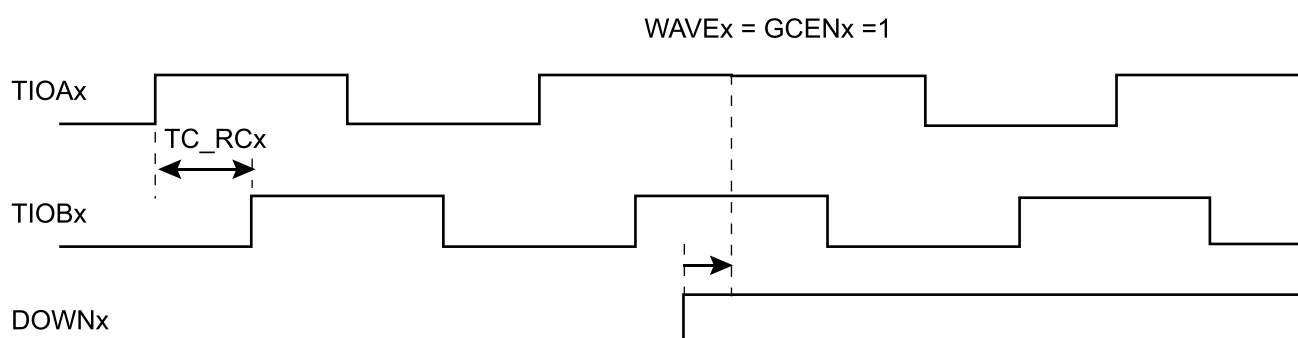 WAVEx = GCENx =1
TIOAx
TC_RCx
TIOBx
DOWNx